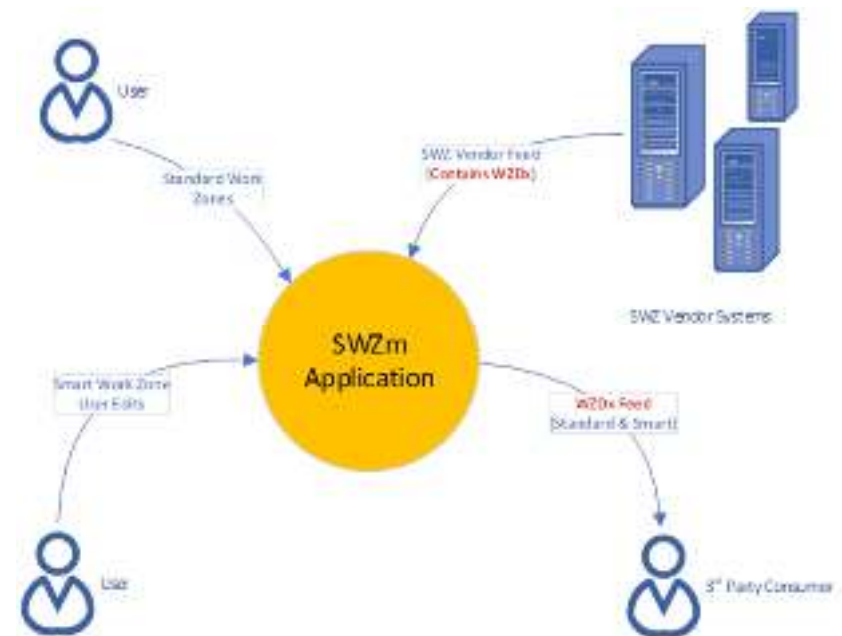 User
SWZ Vendor Feed
(Contains WZDx)
Standard Work
Zones
SWZ Vendor Systems
SWZm
Application
Smart Work Zone
User Edits
WZDx Feed
(Standard & Smart)
User
3rd Party Consumer